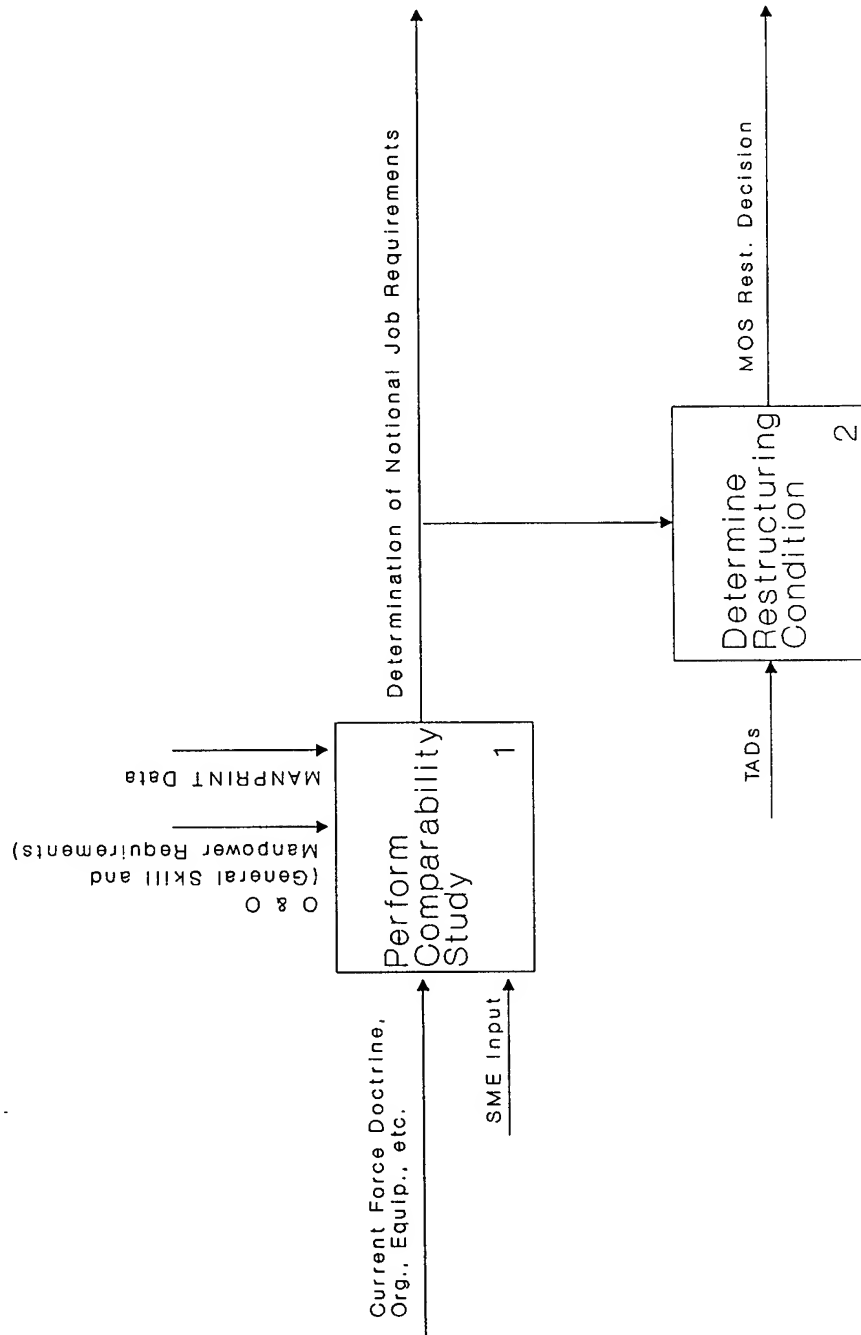 O & O
(General Skill and
Manpower Requirements)
MANPRINT Data
Current Force Doctrine,
Org., Equip., etc.
SME Input
Perform
Comparability
Study
1
Determination of Notional Job Requirements
TADs
Determine
Restructuring
Condition
2
MOS Rest. Decision